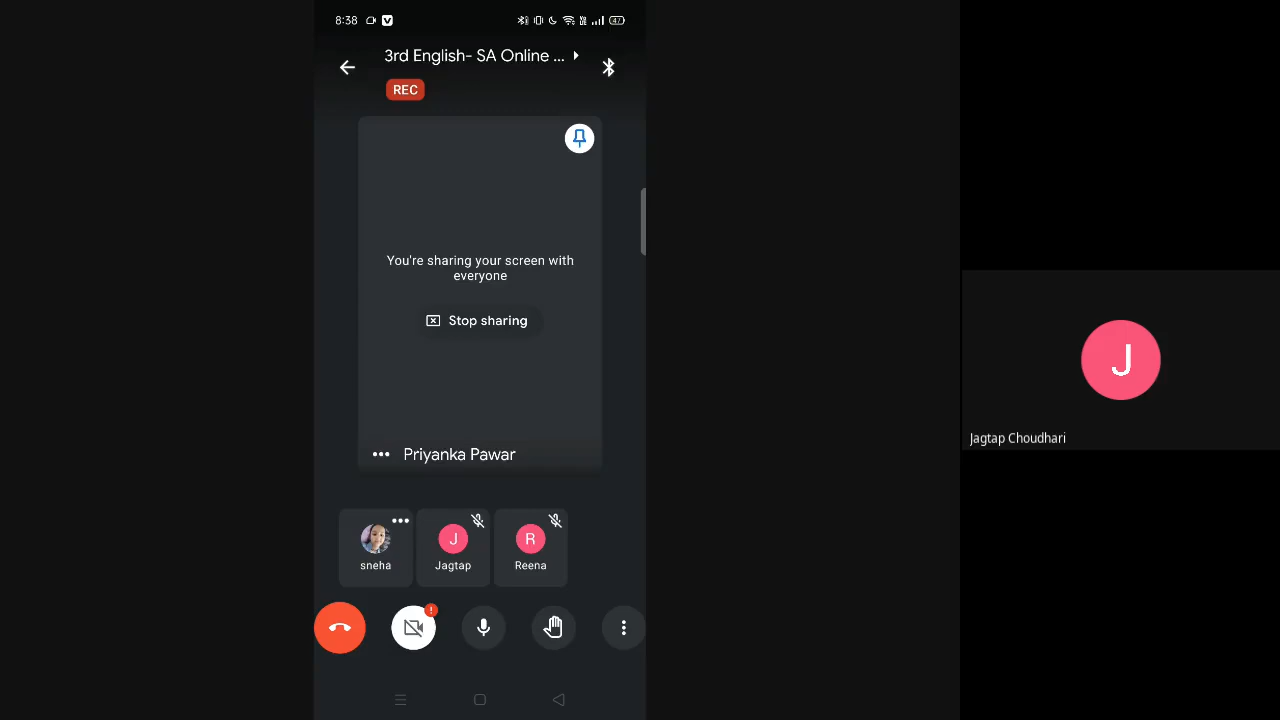 8:38
3rd English- SA Online ...
REC
You're sharing your screen with
everyone
Stop sharing
Priyanka Pawar
sneha
J
Jagtap
R
Reena
!
J
Jagtap Choudhari